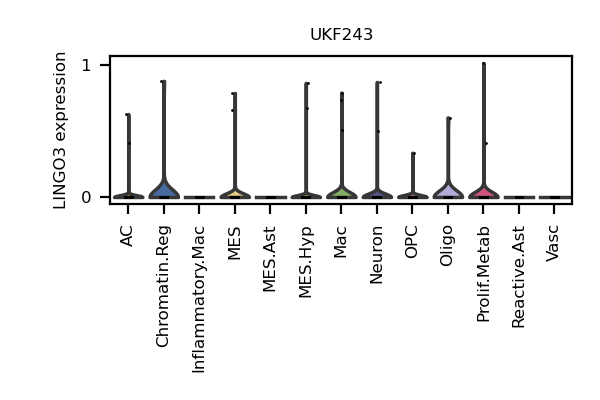 UKF243
LINGO3 expression
1
0
AC
Chromatin.Reg
Inflammatory.Mac
MES
MES.Ast
MES.Hyp
Mac
Neuron
OPC
Oligo
Prolif.Metab
Reactive.Ast
Vasc